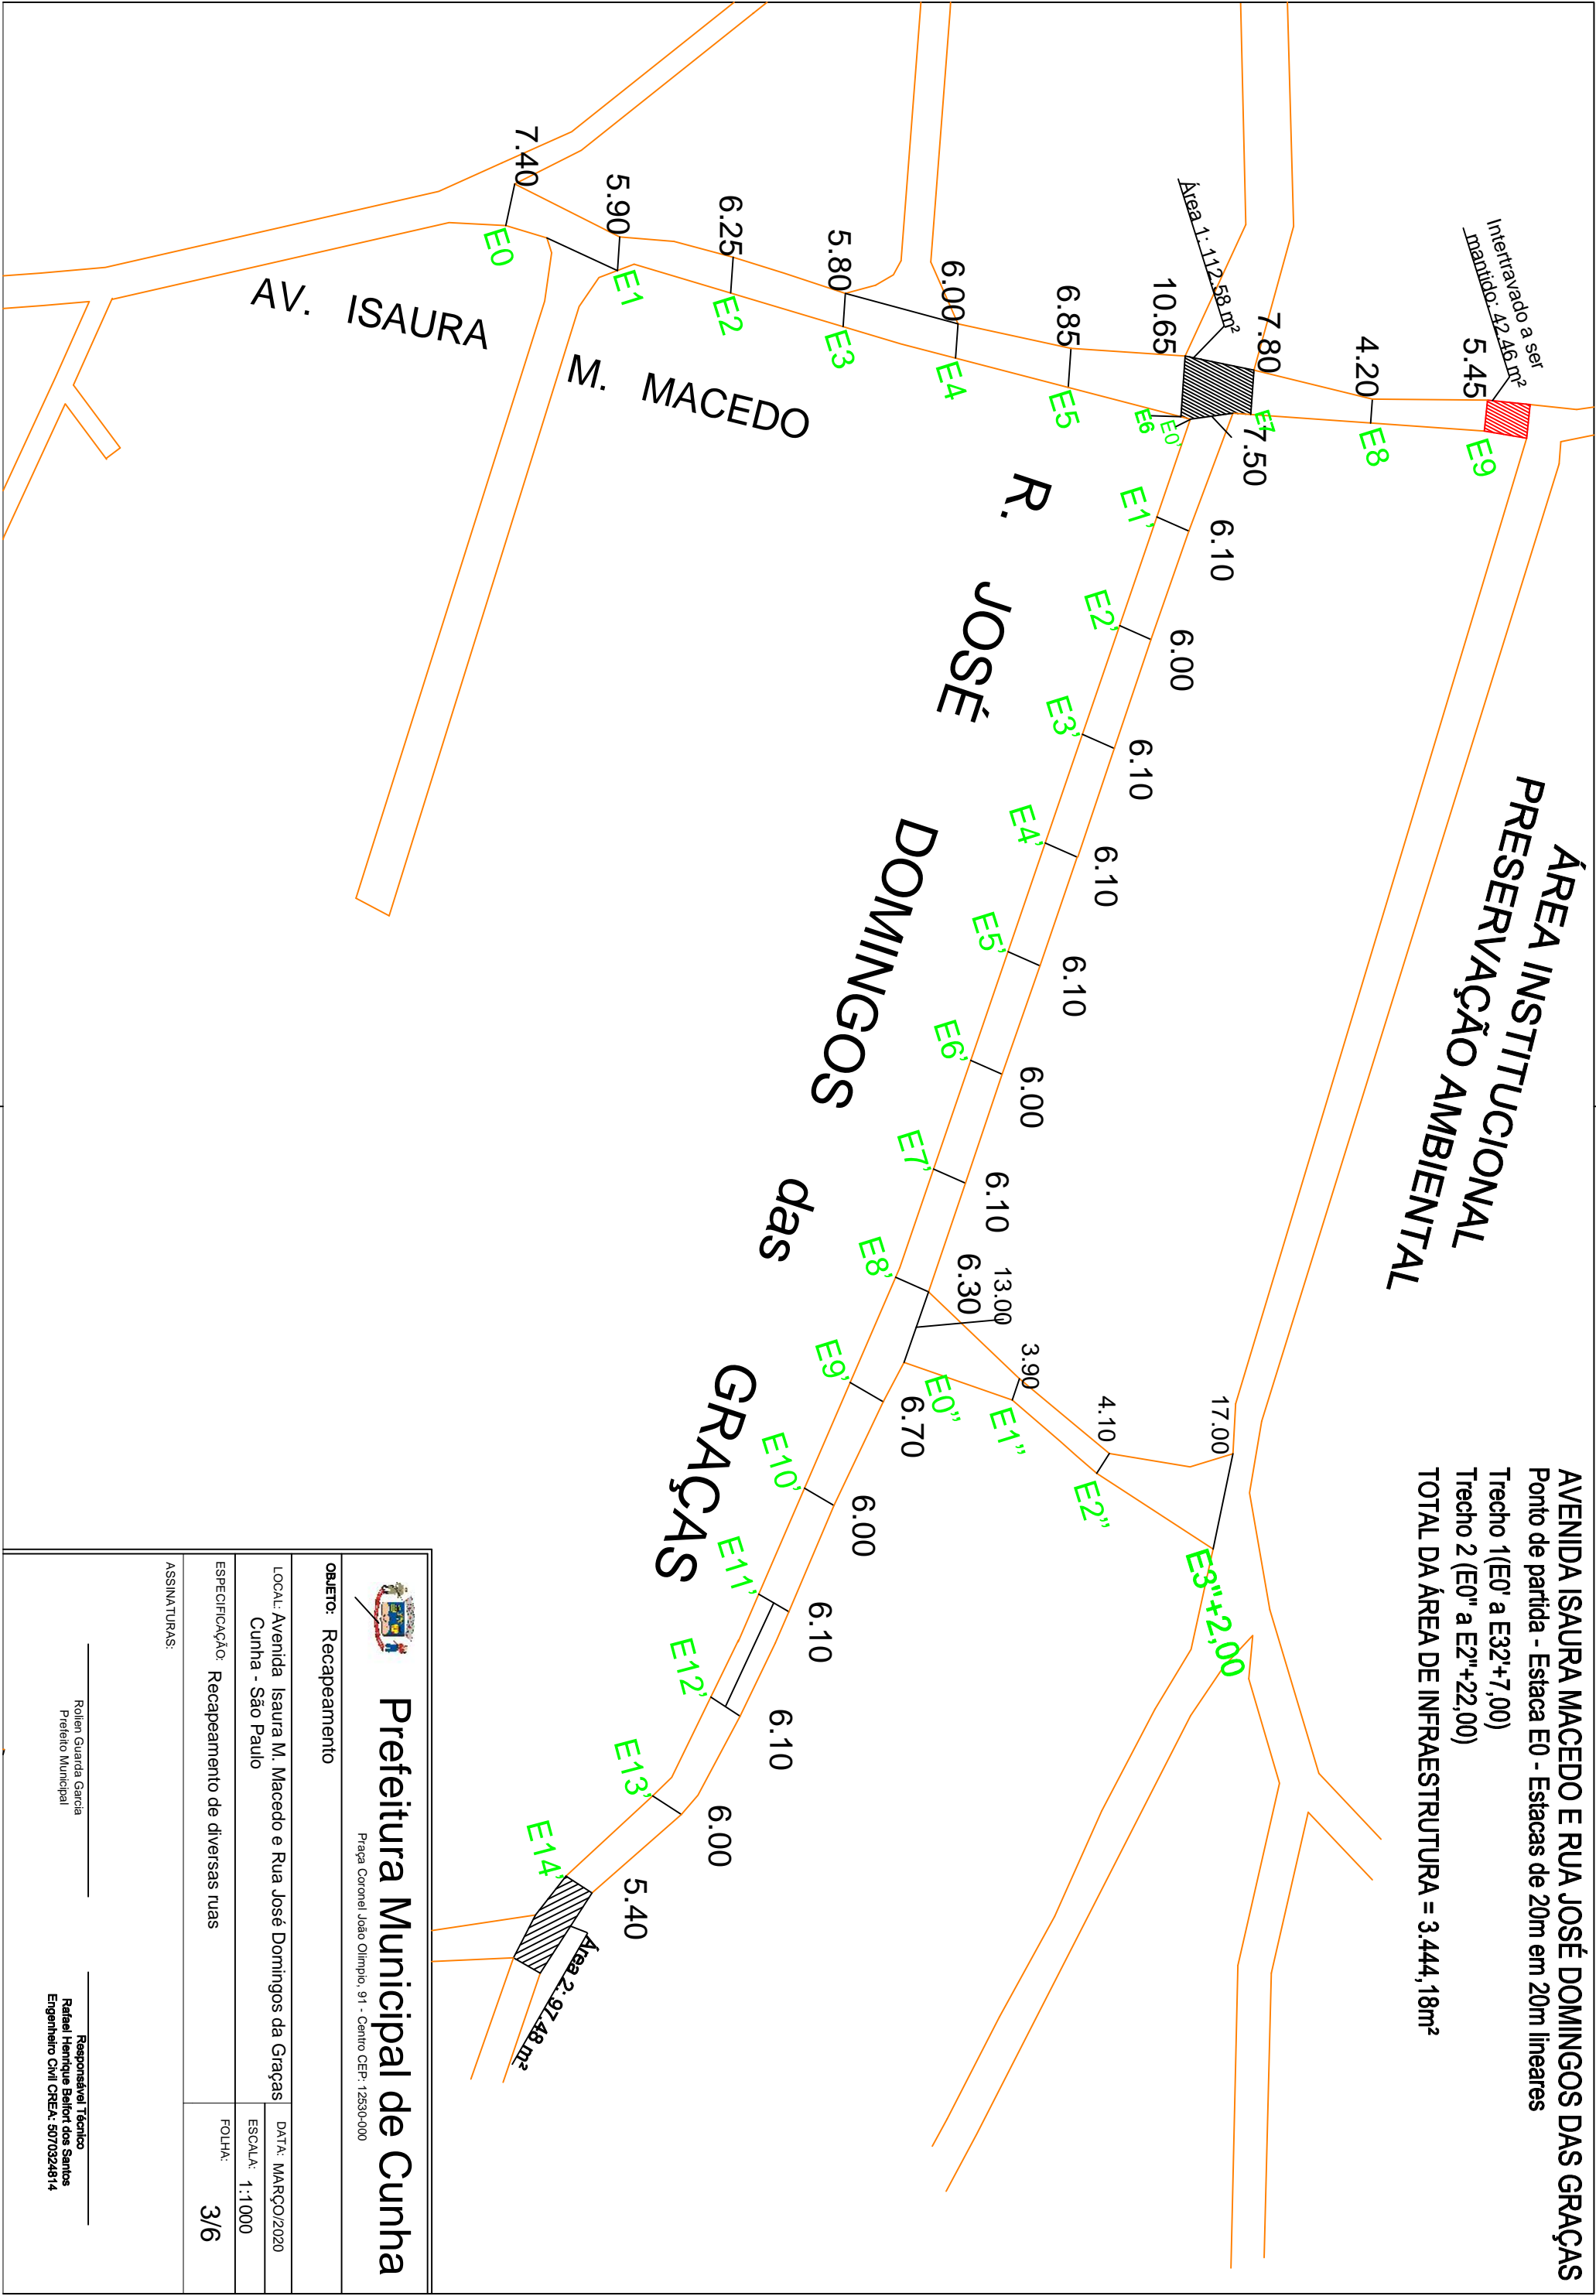 AVENIDA ISAURA MACEDO E RUA JOSÉ DOMINGOS DAS GRAÇAS
Ponto de partida - Estaca E0 - Estacas de 20m em 20m lineares
Trecho 1(E0' a E32'+7,00)
Trecho 2 (E0" a E2"+22,00)
TOTAL DA ÁREA DE INFRAESTRUTURA = 3.444,18m²
ÁREA INSTITUCIONAL
PRESERVAÇÃO AMBIENTAL
Intertravado a ser
mantido: 42.46 m²
5.45
E9
4.20
E8
7.80
E7
7.50
Área 1: 112.58 m²
10.65
E6
E0'
6.85
E5
6.00
E4
5.80
E3
6.25
E2
5.90
E1
7.40
E0
AV. ISAURA
M. MACEDO
R. JOSÉ DOMINGOS das GRAÇAS
E1'
6.10
E2'
6.00
E3'
6.10
E4'
6.10
E5'
6.10
E6'
6.00
E7'
6.10
E8'
6.30
13.00
E9'
6.70
E0"
3.90
E1"
4.10
E2"
17.00
E3"+2,00
E10'
6.00
E11'
6.10
E12'
6.10
E13'
6.00
E14'
5.40
Área 2: 97.48 m²
Prefeitura Municipal de Cunha
Praça Coronel João Olimpio, 91 - Centro CEP: 12530-000
OBJETO: Recapeamento
LOCAL: Avenida Isaura M. Macedo e Rua José Domingos da Graças
Cunha - São Paulo
DATA: MARÇO/2020
ESCALA: 1:1000
ESPECIFICAÇÃO: Recapeamento de diversas ruas
FOLHA: 3/6
ASSINATURAS:
Rolien Guarda Garcia
Prefeito Municipal
Responsável Técnico
Rafael Henrique Belfort dos Santos
Engenheiro Civil CREA: 5070324814